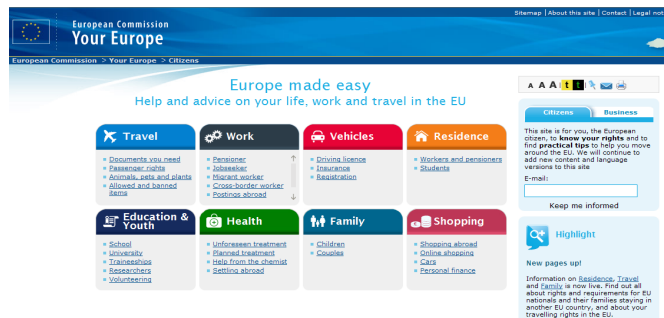 Sitemap | About this site | Contact | Legal not
European Commission
Your Europe
European Commission > Your Europe > Citizens
Europe made easy
Help and advice on your life, work and travel in the EU
Travel
Documents you need
Passenger rights
Animals, pets and plants
Allowed and banned
items
Work
Pensioner
Jobseeker
Migrant worker
Cross-border worker
Postings abroad
Vehicles
Driving licence
Insurance
Registration
Residence
Workers and pensioners
Students
Education &
Youth
School
University
Traineeships
Researchers
Volunteering
Health
Unforeseen treatment
Planned treatment
Help from the chemist
Settling abroad
Family
Children
Couples
Shopping
Shopping abroad
Online shopping
Cars
Personal finance
A A A t t
Citizens Business
This site is for you, the European
citizen, to know your rights and to
find practical tips to help you move
around the EU. We will continue to
add new content and language
versions to this site
E-mail:
Keep me informed
Highlight
New pages up!
Information on Residence, Travel
and Family is now live. Find out all
about rights and requirements for EU
nationals and their families staying in
another EU country, and about your
travelling rights in the EU.